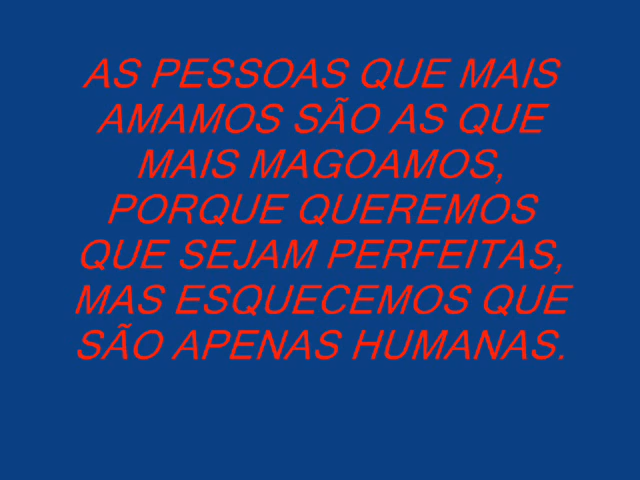 AS PESSOAS QUE MAIS
AMAMOS SÃO AS QUE
MAIS MAGOAMOS,
PORQUE QUEREMOS
QUE SEJAM PERFEITAS,
MAS ESQUECEMOS QUE
SÃO APENAS HUMANAS.